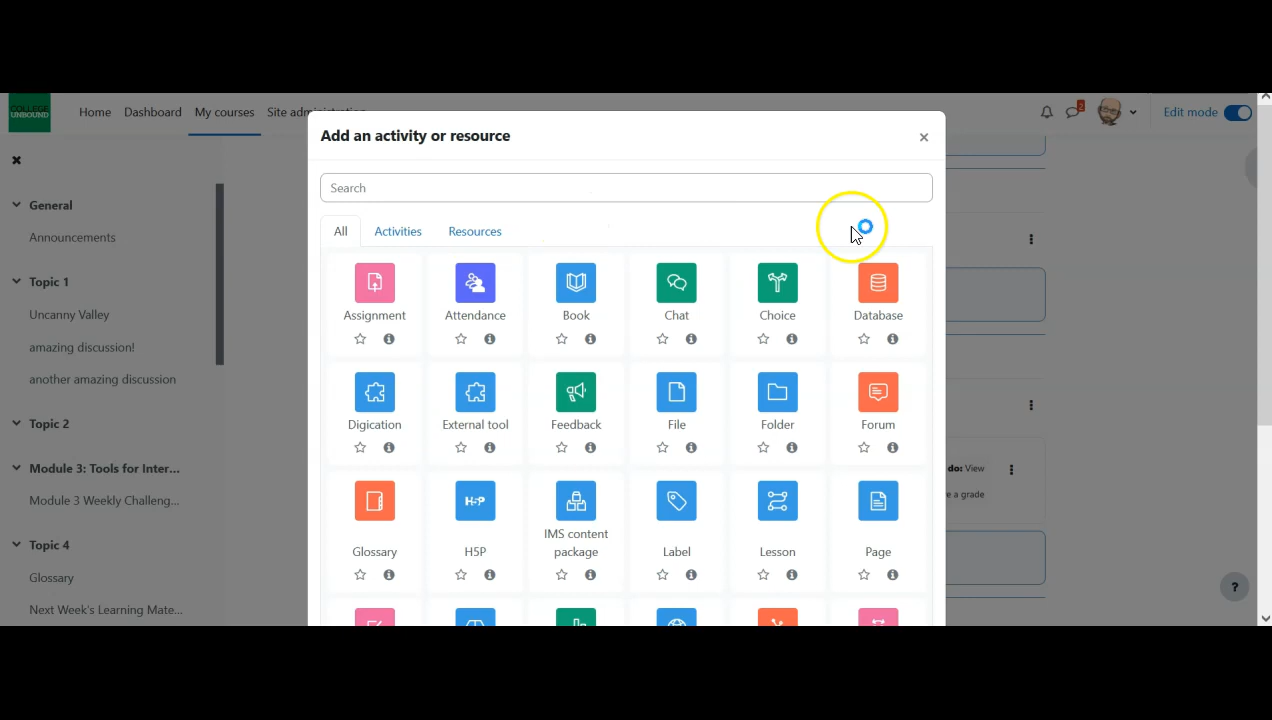 COLLEGE
UNBOUND
Home Dashboard My courses Site administration
2
Edit mode
General
Announcements
Topic 1
Uncanny Valley
amazing discussion!
another amazing discussion
Topic 2
Module 3: Tools for Inter...
Module 3 Weekly Challeng...
Topic 4
Glossary
Next Week's Learning Mate...
Add an activity or resource
×
Search
All Activities Resources
Assignment Attendance Book Chat Choice Database
Digication External tool Feedback File Folder Forum
Glossary H5P IMS content package Label Lesson Page
H-P
do: View
e a grade
?